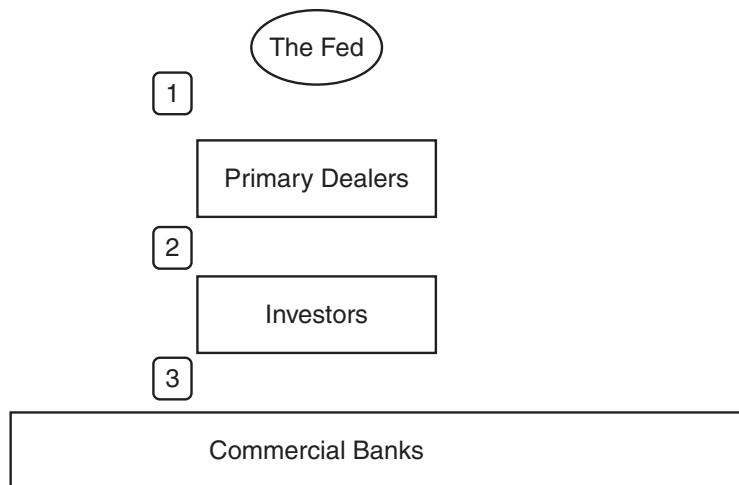 The Fed
1
Primary Dealers
2
Investors
3
Commercial Banks